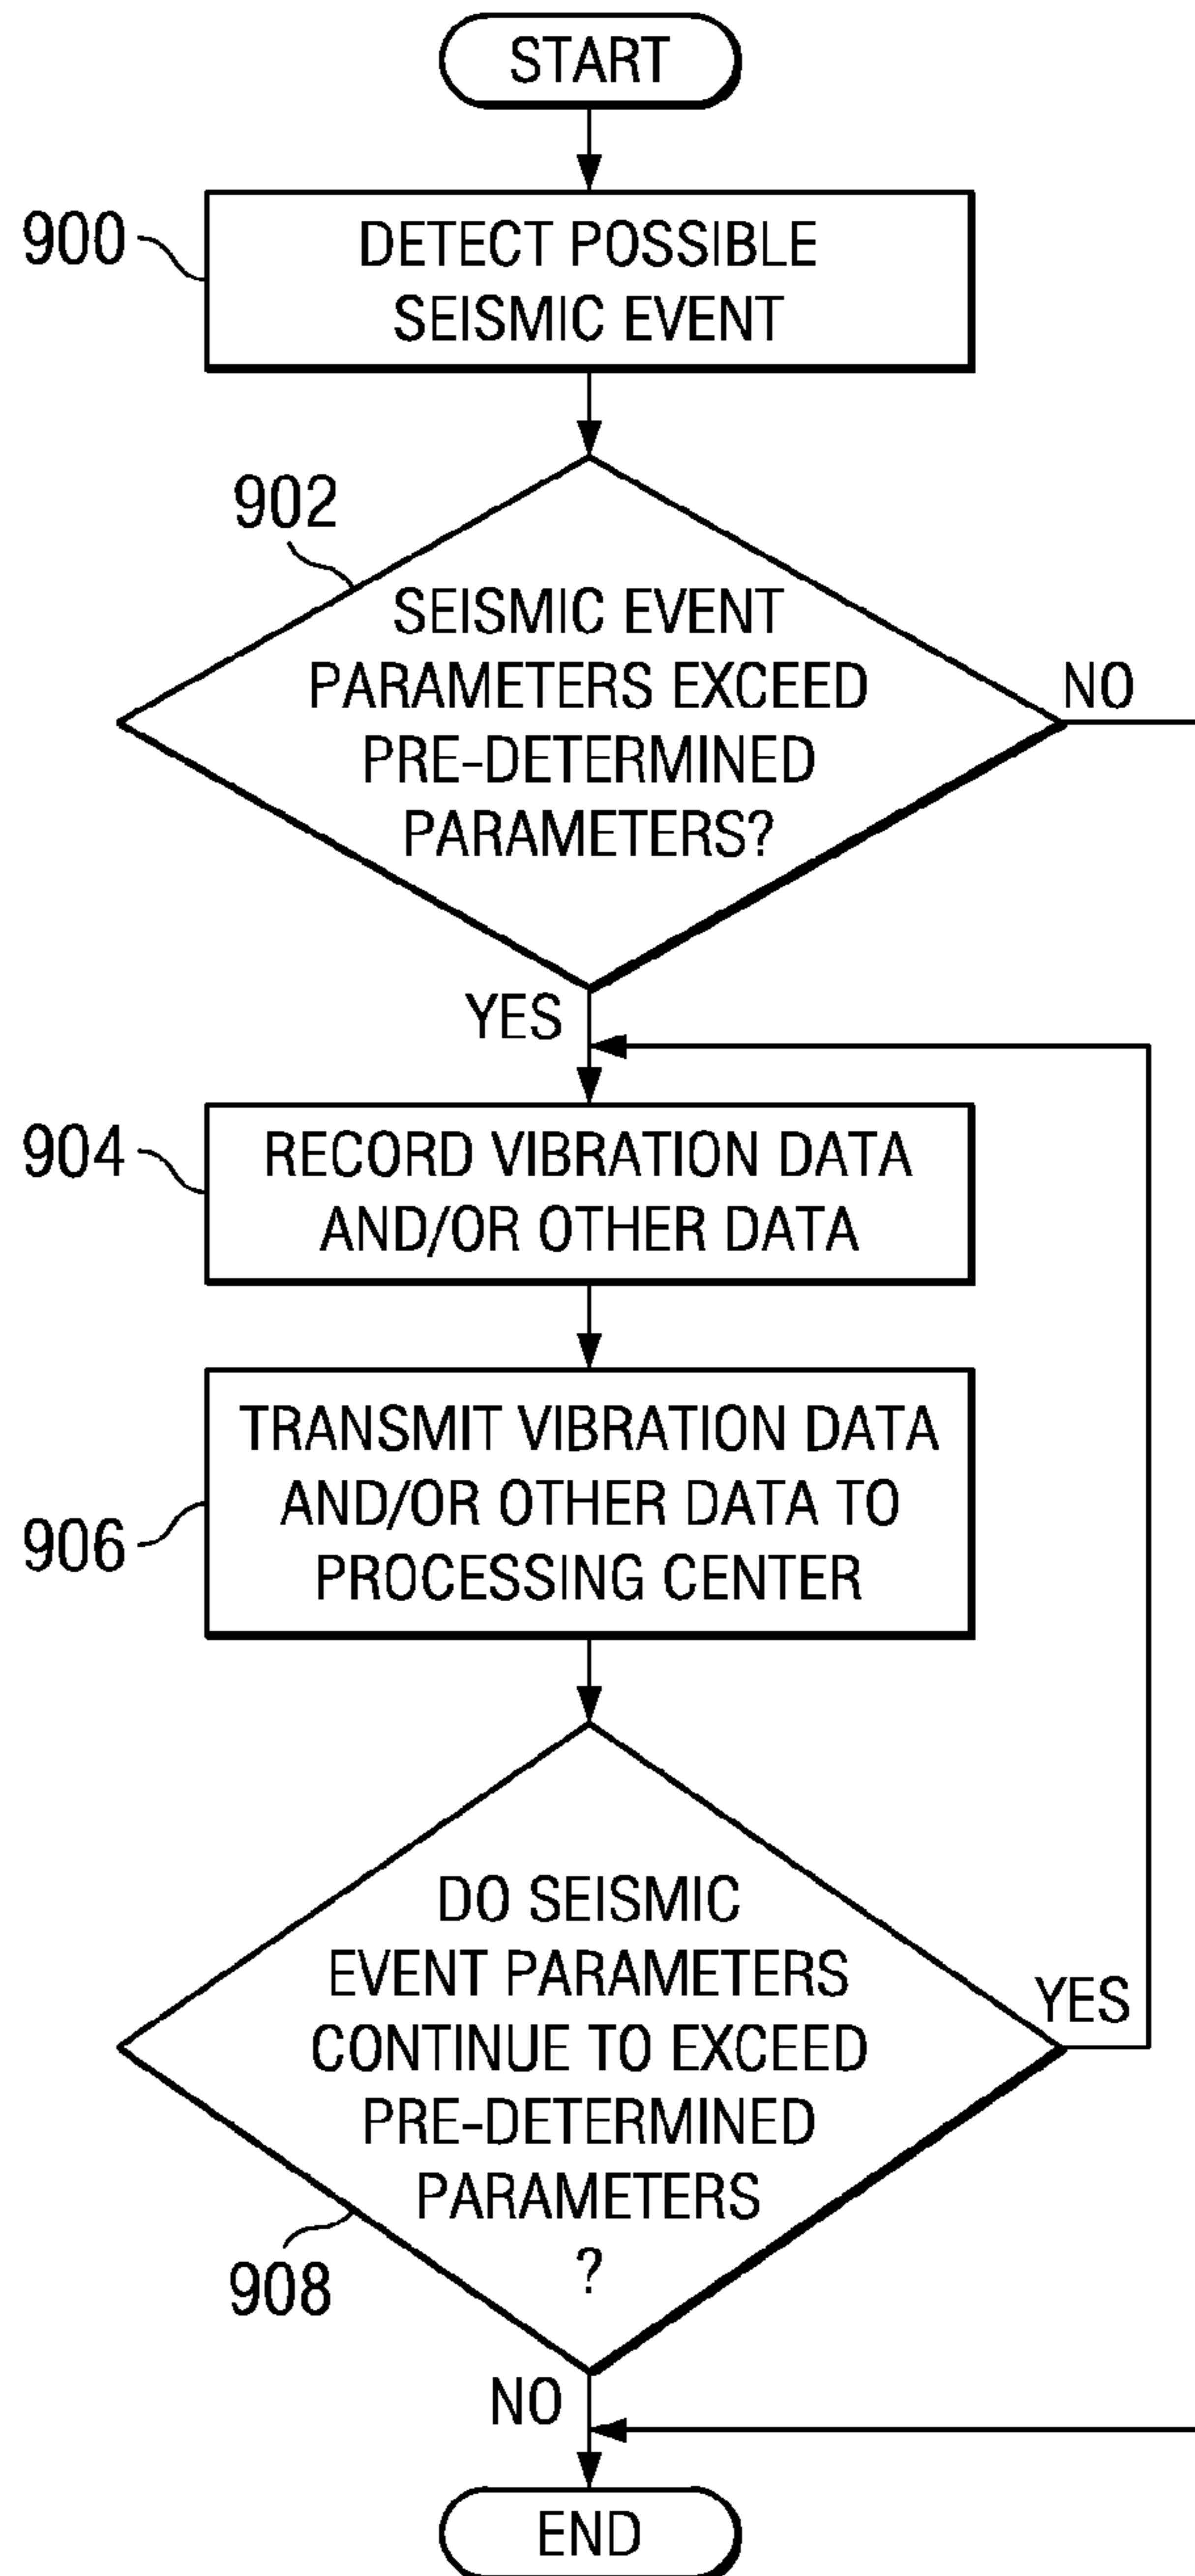 START
900
DETECT POSSIBLE
SEISMIC EVENT
902
SEISMIC EVENT
PARAMETERS EXCEED
PRE-DETERMINED
PARAMETERS?
NO
YES
904
RECORD VIBRATION DATA
AND/OR OTHER DATA
906
TRANSMIT VIBRATION DATA
AND/OR OTHER DATA TO
PROCESSING CENTER
DO SEISMIC
EVENT PARAMETERS
CONTINUE TO EXCEED
PRE-DETERMINED
PARAMETERS
?
YES
908
NO
END